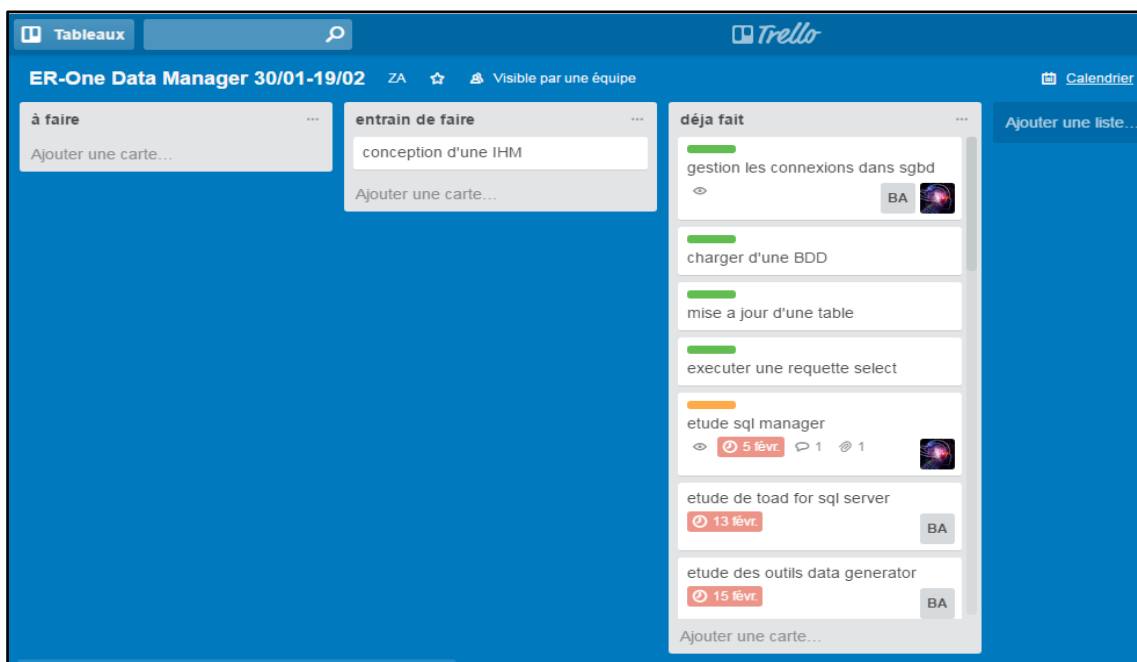 Tableaux
Trello
ER-One Data Manager 30/01-19/02 ZA Visible par une équipe
Calendrier
à faire
Ajouter une carte...
entrain de faire
conception d'une IHM
Ajouter une carte...
déja fait
gestion les connexions dans sgbd
BA
charger d'une BDD
mise a jour d'une table
executer une requette select
etude sql manager
5 févr. 1 1
etude de toad for sql server
13 févr.
BA
etude des outils data generator
15 févr.
BA
Ajouter une carte...
Ajouter une liste...